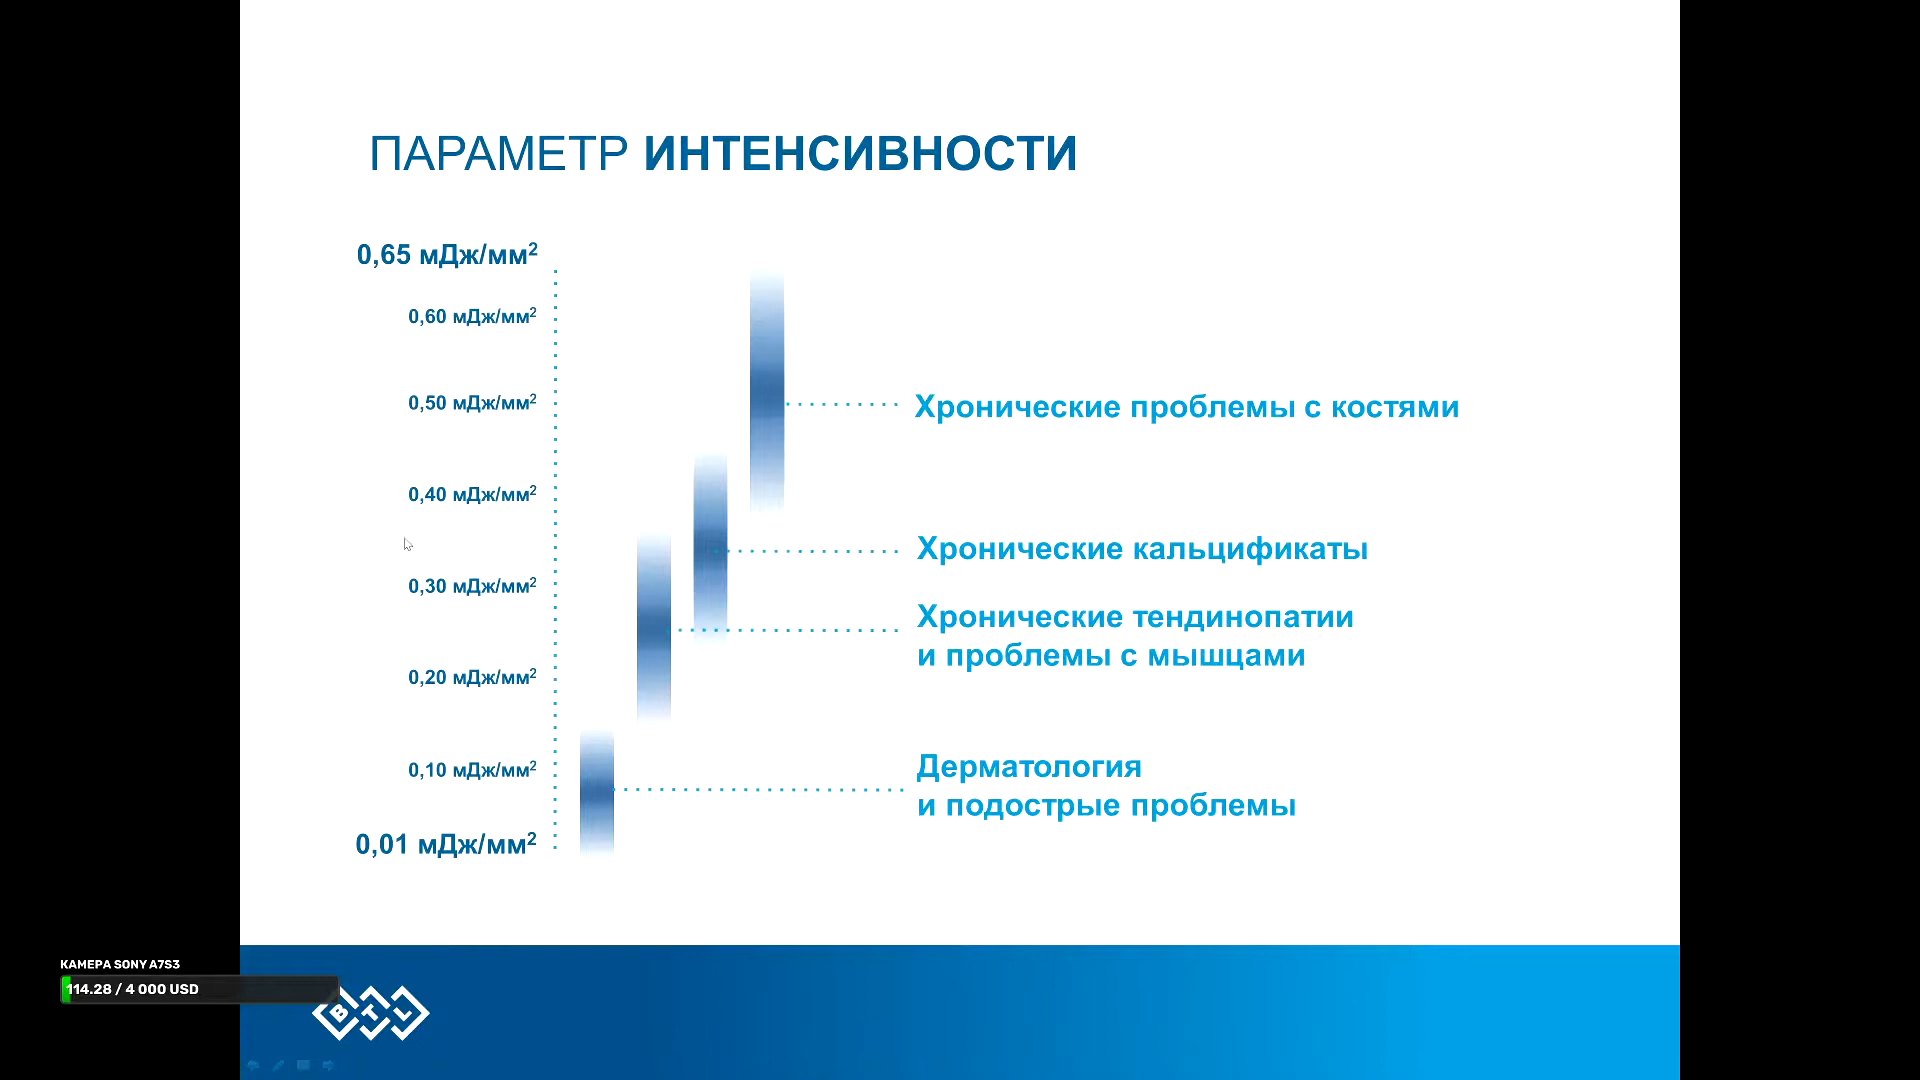 ПАРАМЕТР ИНТЕНСИВНОСТИ
0,65 мДж/мм²
0,60 мДж/мм²
0,50 мДж/мм²
Хронические проблемы с костями
0,40 мДж/мм²
Хронические кальцификаты
0,30 мДж/мм²
Хронические тендинопатии
и проблемы с мышцами
0,20 мДж/мм²
0,10 мДж/мм²
Дерматология
и подострые проблемы
0,01 мДж/мм²
КАМЕРА SONY A7S3
114.28 / 4 000 USD
BTL